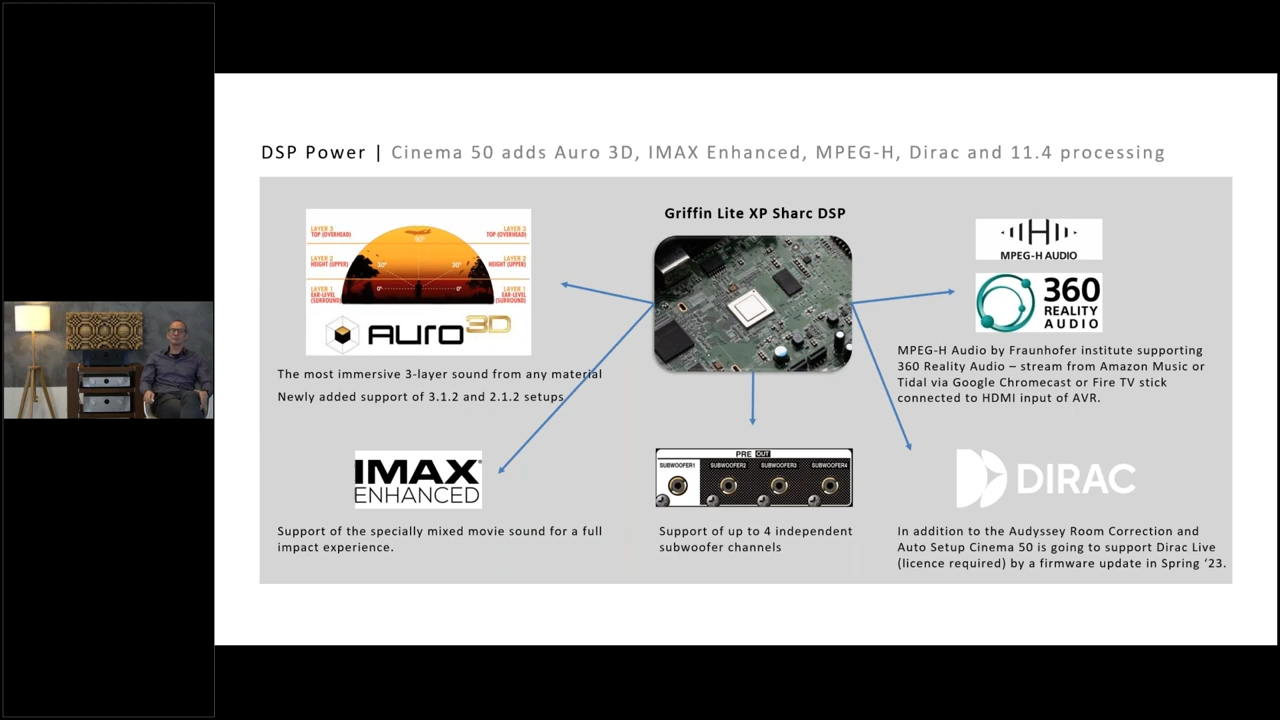 DSP Power | Cinema 50 adds Auro 3D, IMAX Enhanced, MPEG-H, Dirac and 11.4 processing
LAYER 3
TOP (OVERHEAD)
LAYER 3
TOP (OVERHEAD)
90°
LAYER 2
HEIGHT (UPPER)
30°
30°
LAYER 2
HEIGHT (UPPER)
LAYER 1
EAR-LEVEL
(SURROUND)
0°
0°
LAYER 1
EAR-LEVEL
(SURROUND)
AURO 3D
The most immersive 3-layer sound from any material
Newly added support of 3.1.2 and 2.1.2 setups
IMAX®
ENHANCED
Support of the specially mixed movie sound for a full
impact experience.
Griffin Lite XP Sharc DSP
PRE OUT
SUBWOOFER1 SUBWOOFER2 SUBWOOFER3 SUBWOOFER4
Support of up to 4 independent
subwoofer channels
MPEG-H AUDIO
360
REALITY
AUDIO
MPEG-H Audio by Fraunhofer institute supporting
360 Reality Audio – stream from Amazon Music or
Tidal via Google Chromecast or Fire TV stick
connected to HDMI input of AVR.
DIRAC
In addition to the Audyssey Room Correction and
Auto Setup Cinema 50 is going to support Dirac Live
(licence required) by a firmware update in Spring ‘23.